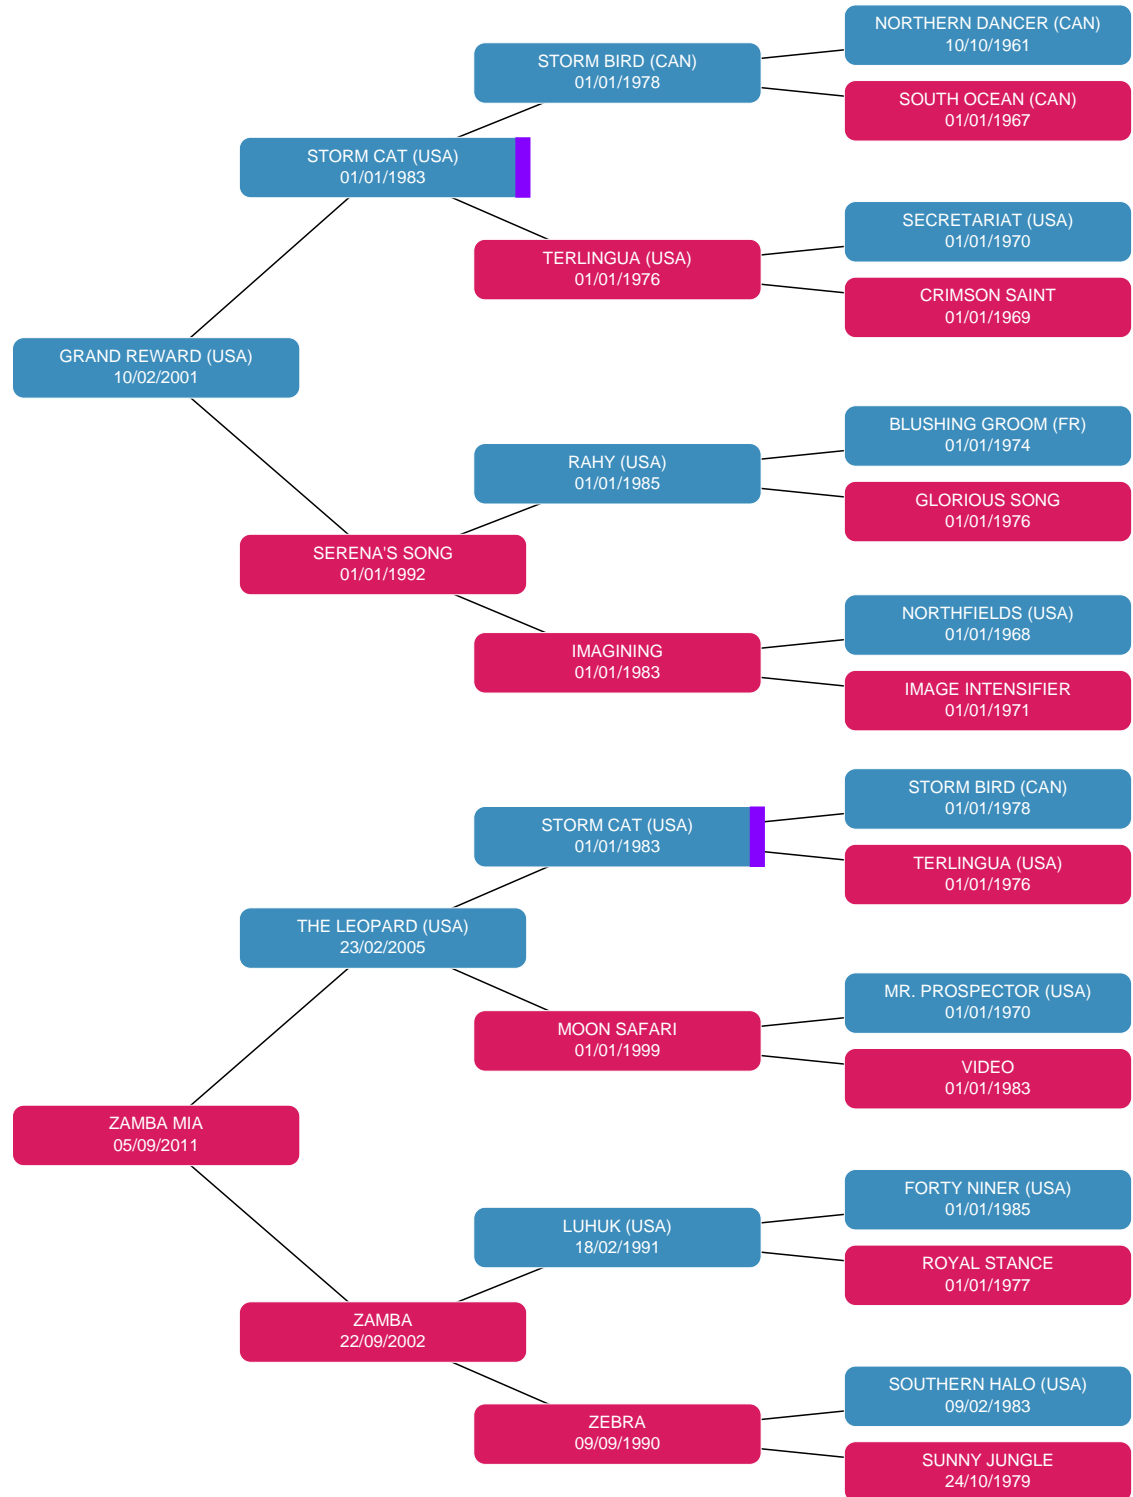 NORTHERN DANCER (CAN)
10/10/1961
STORM BIRD (CAN)
01/01/1978
SOUTH OCEAN (CAN)
01/01/1967
STORM CAT (USA)
01/01/1983
SECRETARIAT (USA)
01/01/1970
TERLINGUA (USA)
01/01/1976
CRIMSON SAINT
01/01/1969
GRAND REWARD (USA)
10/02/2001
BLUSHING GROOM (FR)
01/01/1974
RAHY (USA)
01/01/1985
GLORIOUS SONG
01/01/1976
SERENA'S SONG
01/01/1992
NORTHFIELDS (USA)
01/01/1968
IMAGINING
01/01/1983
IMAGE INTENSIFIER
01/01/1971
STORM BIRD (CAN)
01/01/1978
STORM CAT (USA)
01/01/1983
TERLINGUA (USA)
01/01/1976
THE LEOPARD (USA)
23/02/2005
MR. PROSPECTOR (USA)
01/01/1970
MOON SAFARI
01/01/1999
VIDEO
01/01/1983
ZAMBA MIA
05/09/2011
FORTY NINER (USA)
01/01/1985
LUHUK (USA)
18/02/1991
ROYAL STANCE
01/01/1977
ZAMBA
22/09/2002
SOUTHERN HALO (USA)
09/02/1983
ZEBRA
09/09/1990
SUNNY JUNGLE
24/10/1979